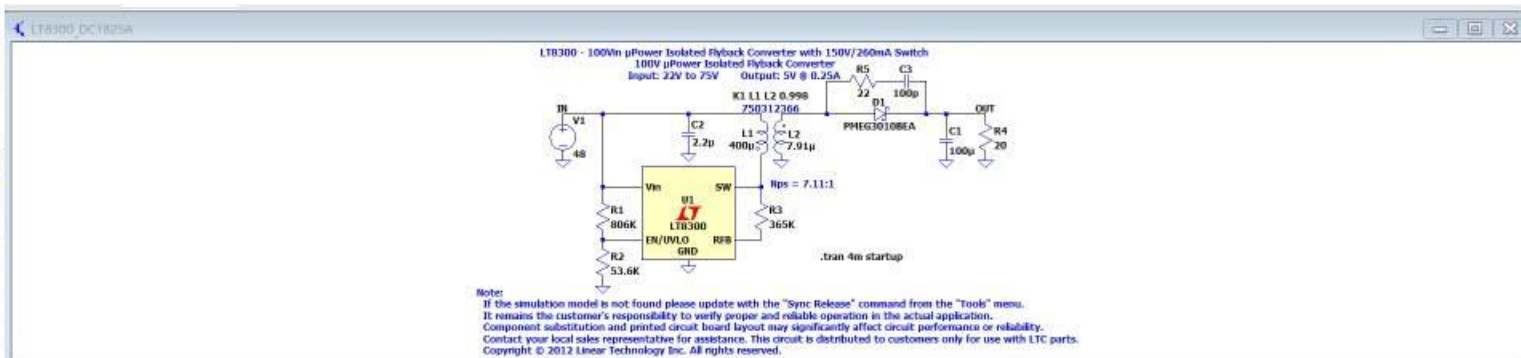 LT8300_DC1825A
LT8300 - 100Vin µPower Isolated Flyback Converter with 150V/260mA Switch
100V µPower Isolated Flyback Converter
Input: 22V to 75V Output: 5V @ 0.25A
R5
22
C3
100p
K1 L1 L2 0.998
750312366
D1
PMEG3010BEA
IN
V1
48
C2
2.2µ
L1
400µ
L2
7.91µ
OUT
C1
100µ
R4
20
Vin
SW
Nps = 7.11:1
U1
LT8300
R1
806K
R3
365K
EN/UVLO
RFB
GND
R2
53.6K
.tran 4m startup
Note:
If the simulation model is not found please update with the "Sync Release" command from the "Tools" menu.
It remains the customer's responsibility to verify proper and reliable operation in the actual application.
Component substitution and printed circuit board layout may significantly affect circuit performance or reliability.
Contact your local sales representative for assistance. This circuit is distributed to customers only for use with LTC parts.
Copyright © 2012 Linear Technology Inc. All rights reserved.